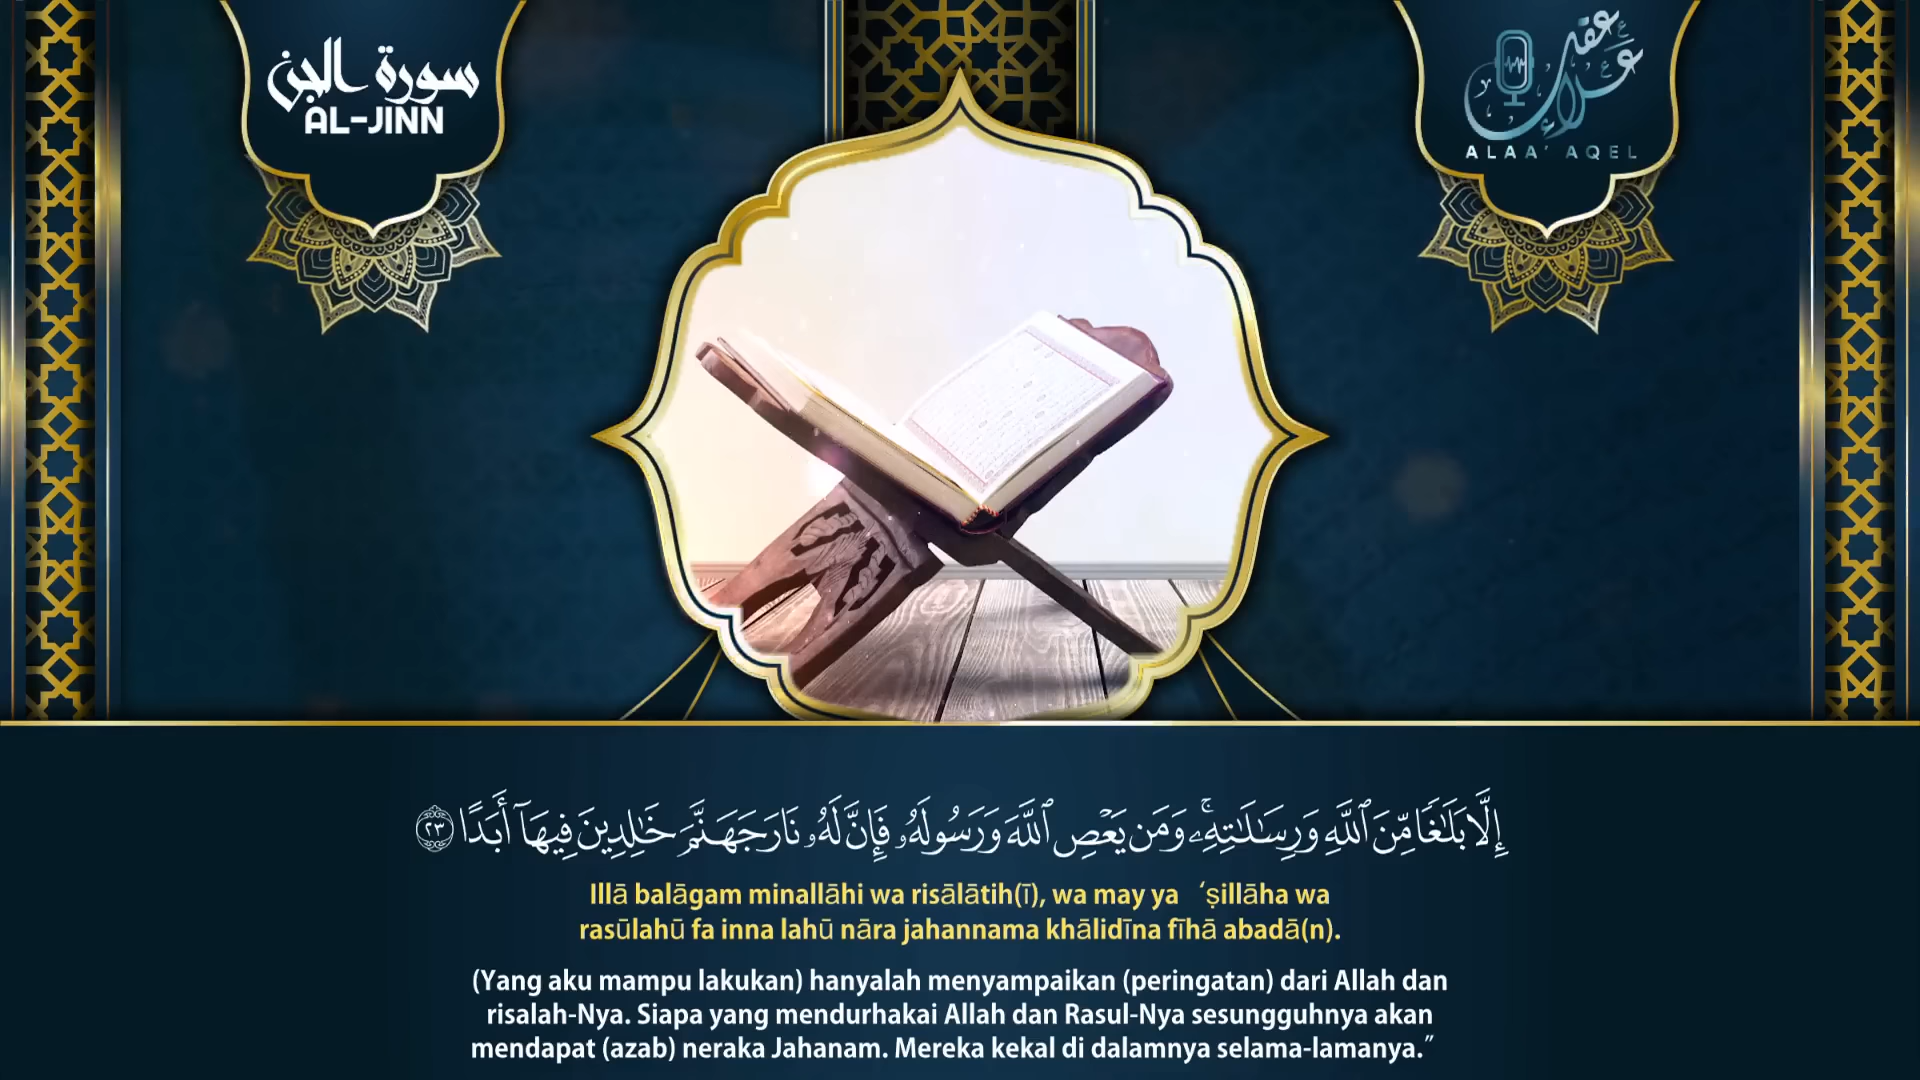 سورة الجن
AL-JINN
علاء عقل
ALAA' AQEL
إِلَّا بَلَٰغًا مِّنَ ٱللَّهِ وَرِسَٰلَٰتِهِۦۚ وَمَن يَعۡصِ ٱللَّهَ وَرَسُولَهُۥ فَإِنَّ لَهُۥ نَارَ جَهَنَّمَ خَٰلِدِينَ فِيهَآ أَبَدًا ٢٣
Illā balāgam minallāhi wa risālātih(ī), wa may ya ‘ṣillāha wa
rasūlahū fa inna lahū nāra jahannama khālidīna fīhā abadā(n).
(Yang aku mampu lakukan) hanyalah menyampaikan (peringatan) dari Allah dan
risalah-Nya. Siapa yang mendurhakai Allah dan Rasul-Nya sesungguhnya akan
mendapat (azab) neraka Jahanam. Mereka kekal di dalamnya selama-lamanya.”